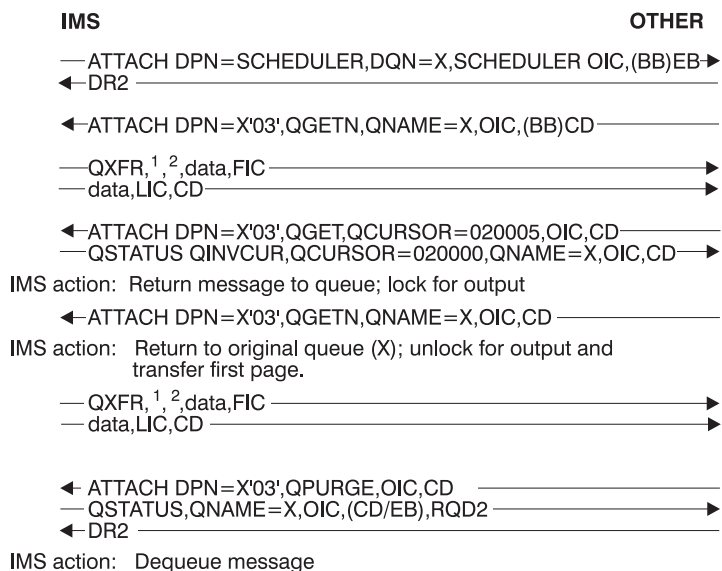 IMS OTHER
ATTACH DPN=SCHEDULER,DQN=X,SCHEDULER OIC,(BB)EB
DR2
ATTACH DPN=X'03',QGETN,QNAME=X,OIC,(BB)CD
QXFR,¹,²,data,FIC
data,LIC,CD
ATTACH DPN=X'03',QGET,QCURSOR=020005,OIC,CD
QSTATUS QINVCUR,QCURSOR=020000,QNAME=X,OIC,CD
IMS action: Return message to queue; lock for output
ATTACH DPN=X'03',QGETN,QNAME=X,OIC,CD
IMS action: Return to original queue (X); unlock for output and
transfer first page.
QXFR,¹,²,data,FIC
data,LIC,CD
ATTACH DPN=X'03',QPURGE,OIC,CD
QSTATUS,QNAME=X,OIC,(CD/EB),RQD2
DR2
IMS action: Dequeue message